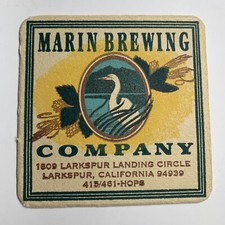 MARIN BREWING
COMPANY
1809 LARKSPUR LANDING CIRCLE
LARKSPUR, CALIFORNIA 94939
415/461-HOPS